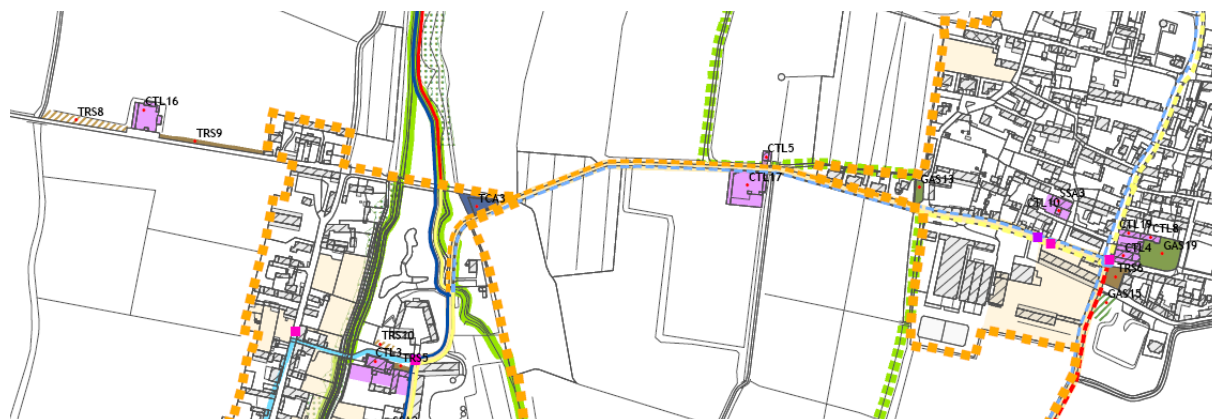 CTL16
TRS8
TRS9
CTL5
CTL17
GAS13
TCA3
SSA3
CTL10
CTL19
CTL8
GAS19
CTL4
TRS6
GAS15
TRS10
CTL3
TRS5